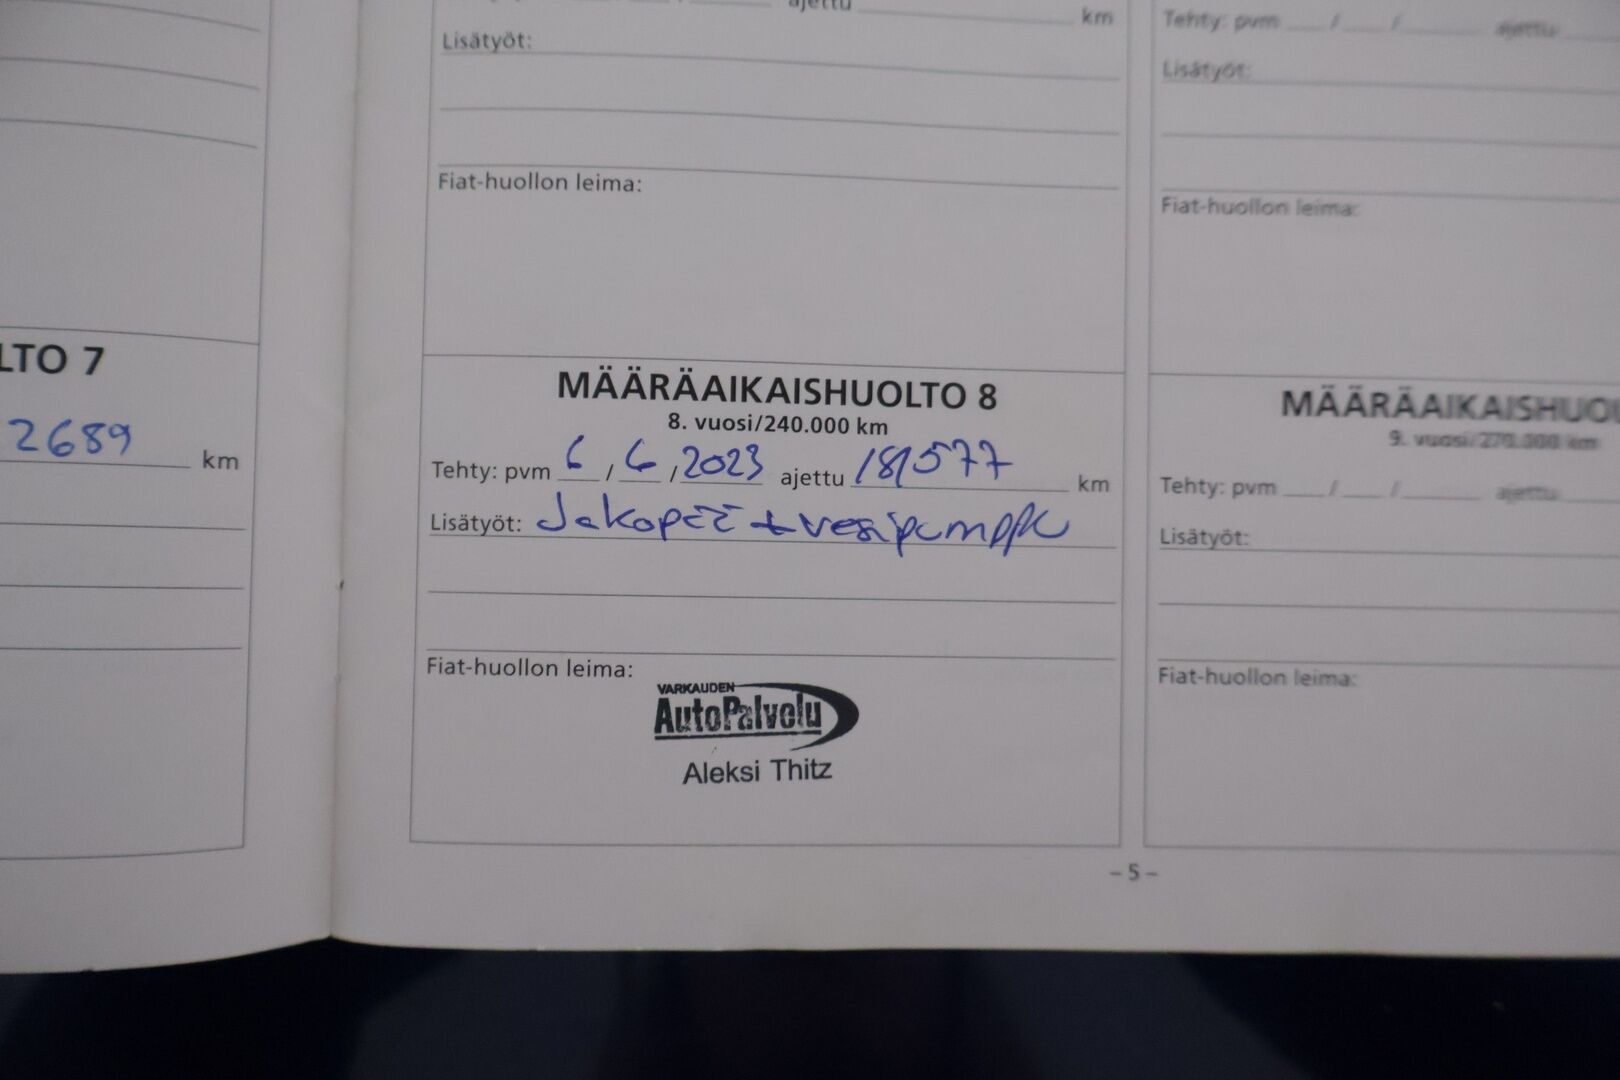 LTO 7
2689 km
ajettu km
Lisätyöt:
Fiat-huollon leima:
MÄÄRÄAIKAISHUOLTO 8
8. vuosi/240.000 km
Tehty: pvm 6 / 6 / 2023 ajettu 181577 km
Lisätyöt: Jakopää + vesipumppu
Fiat-huollon leima:
VARKAUDEN
AutoPalvelu
Aleksi Thitz
Tehty: pvm / / ajettu
Lisätyöt:
Fiat-huollon leima:
MÄÄRÄAIKAISHUOL
9. vuosi/270.000 km
Tehty: pvm / / ajettu
Lisätyöt:
Fiat-huollon leima:
– 5 –